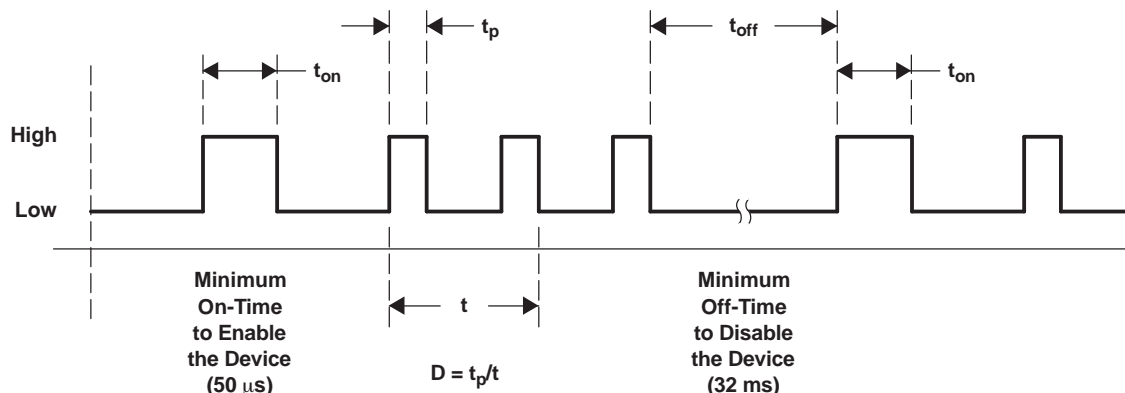 tp
toff
ton
ton
High
Low
Minimum
On-Time
to Enable
the Device
(50 μs)
t
D = tp/t
Minimum
Off-Time
to Disable
the Device
(32 ms)